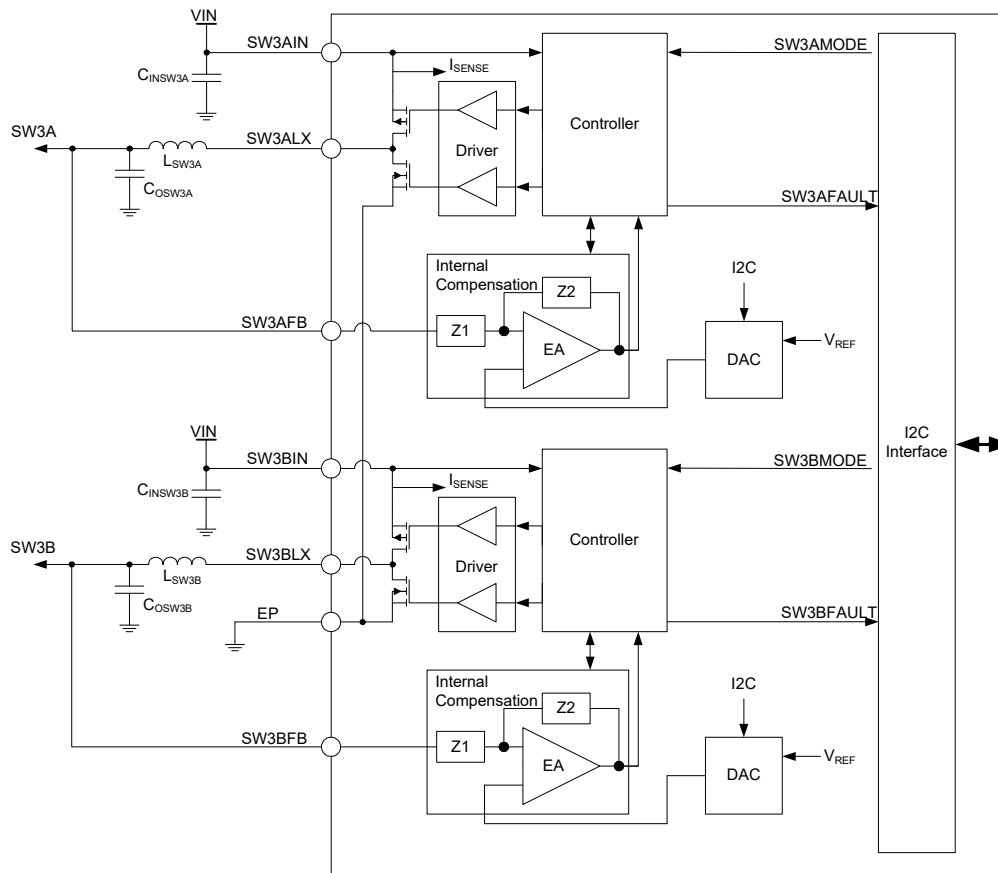 VIN
SW3AIN
CINSW3A
ISENSE
SW3AMODE
Controller
SW3A
SW3ALX
LSW3A
COSW3A
Driver
SW3AFAULT
Internal
Compensation
Z2
I2C
SW3AFB
Z1
EA
DAC
VREF
VIN
SW3BIN
CINSW3B
ISENSE
SW3BMODE
I2C
Interface
Controller
SW3B
SW3BLX
LSW3B
COSW3B
Driver
EP
SW3BFAULT
Internal
Compensation
Z2
I2C
SW3BFB
Z1
EA
DAC
VREF